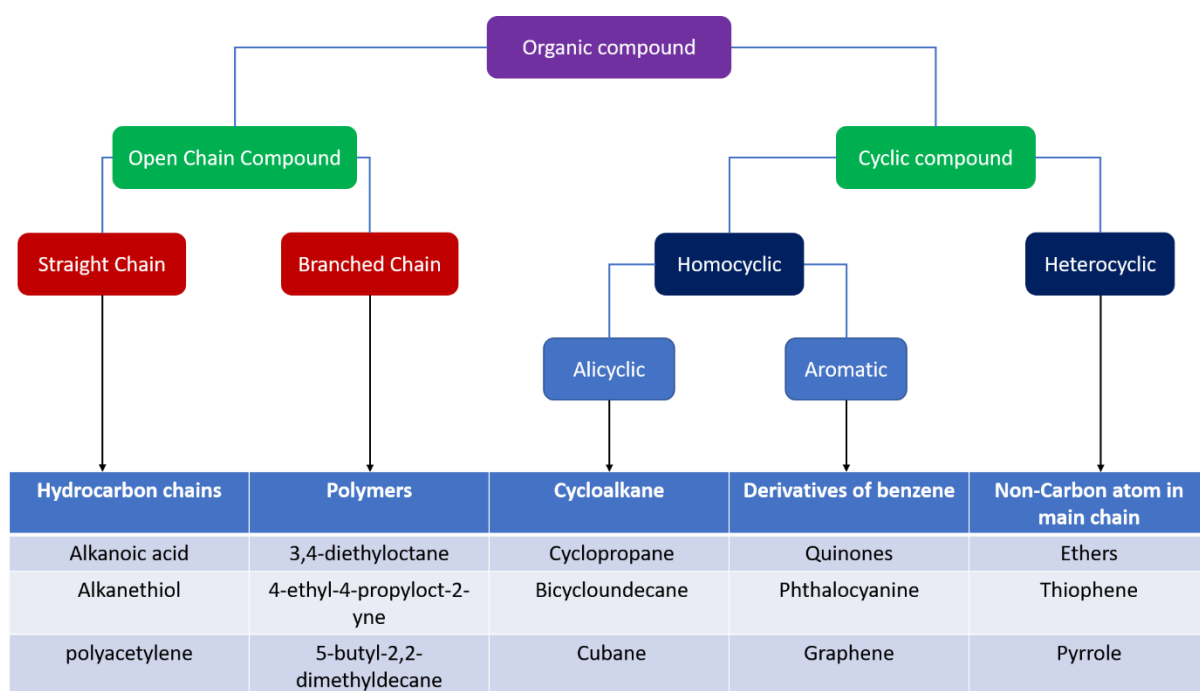 Organic compound
Open Chain Compound
Cyclic compound
Straight Chain
Branched Chain
Homocyclic
Heterocyclic
Alicyclic
Aromatic
Hydrocarbon chains
Polymers
Cycloalkane
Derivatives of benzene
Non-Carbon atom in
main chain
Alkanoic acid
3,4-diethyloctane
Cyclopropane
Quinones
Ethers
Alkanethiol
4-ethyl-4-propyloct-2-
yne
Bicycloundecane
Phthalocyanine
Thiophene
polyacetylene
5-butyl-2,2-
dimethyldecane
Cubane
Graphene
Pyrrole